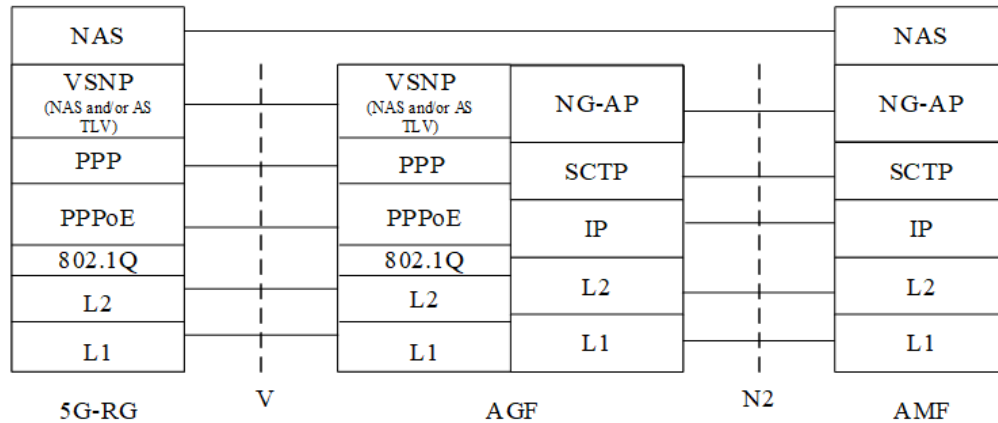 NAS
VSNP
(NAS and/or AS
TLV)
PPP
PPPoE
802.1Q
L2
L1
5G-RG
V
VSNP
(NAS and/or AS
TLV)
PPP
PPPoE
802.1Q
L2
L1
NG-AP
SCTP
IP
L2
L1
AGF
N2
NAS
NG-AP
SCTP
IP
L2
L1
AMF